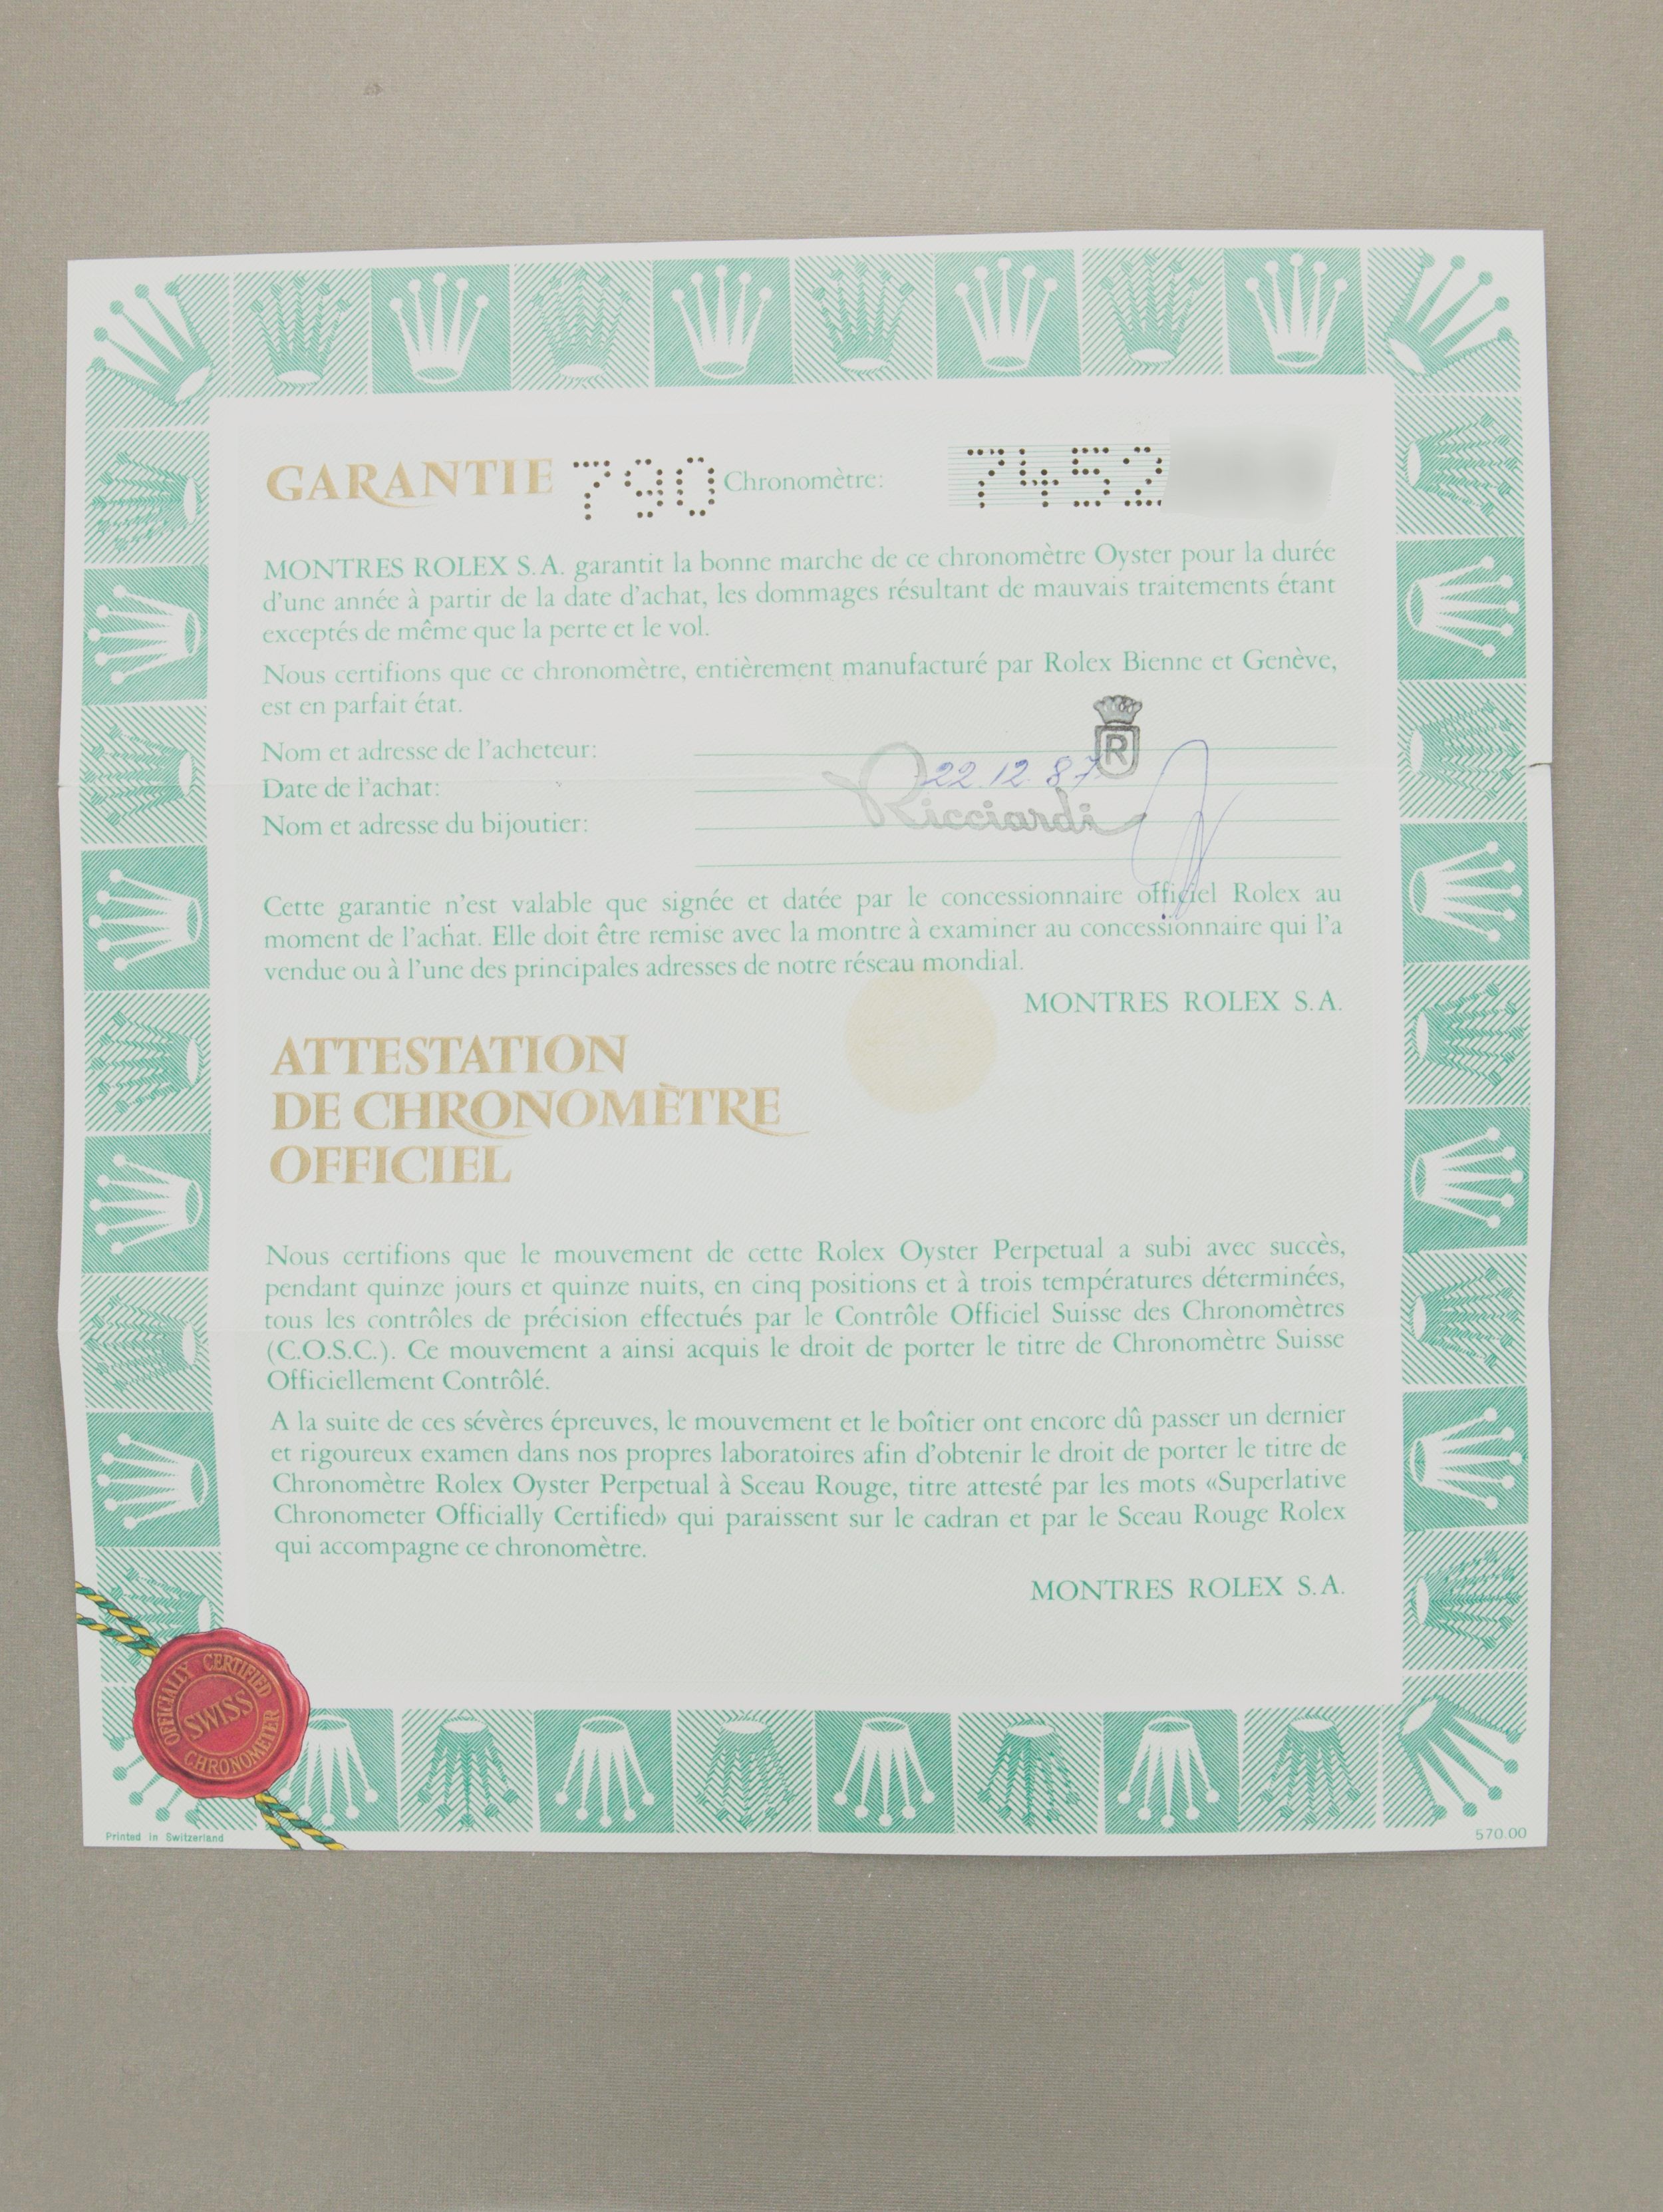 GARANTIE 790 Chronomètre: 7452
MONTRES ROLEX S.A. garantit la bonne marche de ce chronomètre Oyster pour la durée
d'une année à partir de la date d'achat, les dommages résultant de mauvais traitements étant
exceptés de même que la perte et le vol.
Nous certifions que ce chronomètre, entièrement manufacturé par Rolex Bienne et Genève,
est en parfait état.
R
Nom et adresse de l'acheteur:
Date de l'achat: 22.12.87
Nom et adresse du bijoutier: Ricciardi
Cette garantie n'est valable que signée et datée par le concessionnaire officiel Rolex au
moment de l'achat. Elle doit être remise avec la montre à examiner au concessionnaire qui l'a
vendue ou à l'une des principales adresses de notre réseau mondial.
MONTRES ROLEX S.A.
ATTESTATION
DE CHRONOMÈTRE
OFFICIEL
Nous certifions que le mouvement de cette Rolex Oyster Perpetual a subi avec succès,
pendant quinze jours et quinze nuits, en cinq positions et à trois températures déterminées,
tous les contrôles de précision effectués par le Contrôle Officiel Suisse des Chronomètres
(C.O.S.C.). Ce mouvement a ainsi acquis le droit de porter le titre de Chronomètre Suisse
Officiellement Contrôlé.
A la suite de ces sévères épreuves, le mouvement et le boîtier ont encore dû passer un dernier
et rigoureux examen dans nos propres laboratoires afin d'obtenir le droit de porter le titre de
Chronomètre Rolex Oyster Perpetual à Sceau Rouge, titre attesté par les mots «Superlative
Chronometer Officially Certified» qui paraissent sur le cadran et par le Sceau Rouge Rolex
qui accompagne ce chronomètre.
MONTRES ROLEX S.A.
OFFICIALLY CERTIFIED
SWISS
CHRONOMETER
Printed in Switzerland
570.00